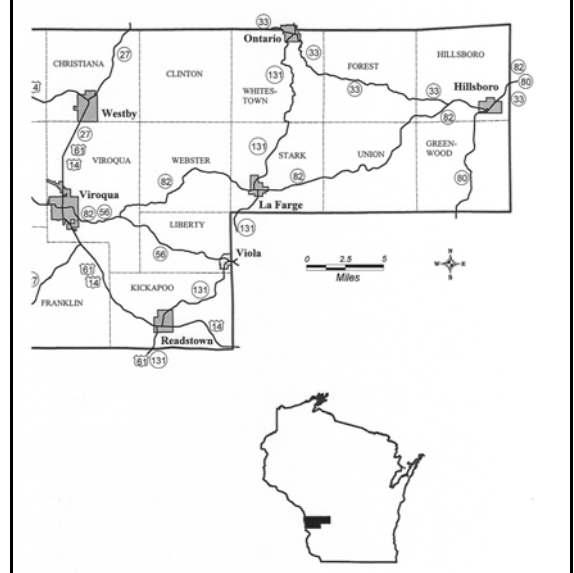 33
Ontario
27
33
FOREST
HILLSBORO
CHRISTIANA
CLINTON
131
82
80
33
WHITES-
TOWN
33
33
Hillsboro
14
Westby
82
27
131
GREEN-
WOOD
61
14
VIROQUA
WEBSTER
STARK
UNION
82
82
80
Viroqua
La Farge
82
56
LIBERTY
131
56
Viola
0
2.5
5
Miles
N
W
E
S
61
14
KICKAPOO
131
FRANKLIN
14
Readstown
61
131